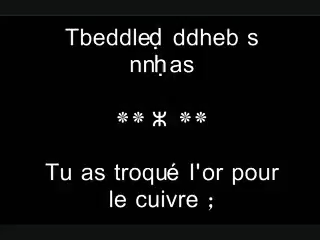 Tbeddleḍ ddheb s
nnḥas
** ⵣ **
Tu as troqué l'or pour
le cuivre ;